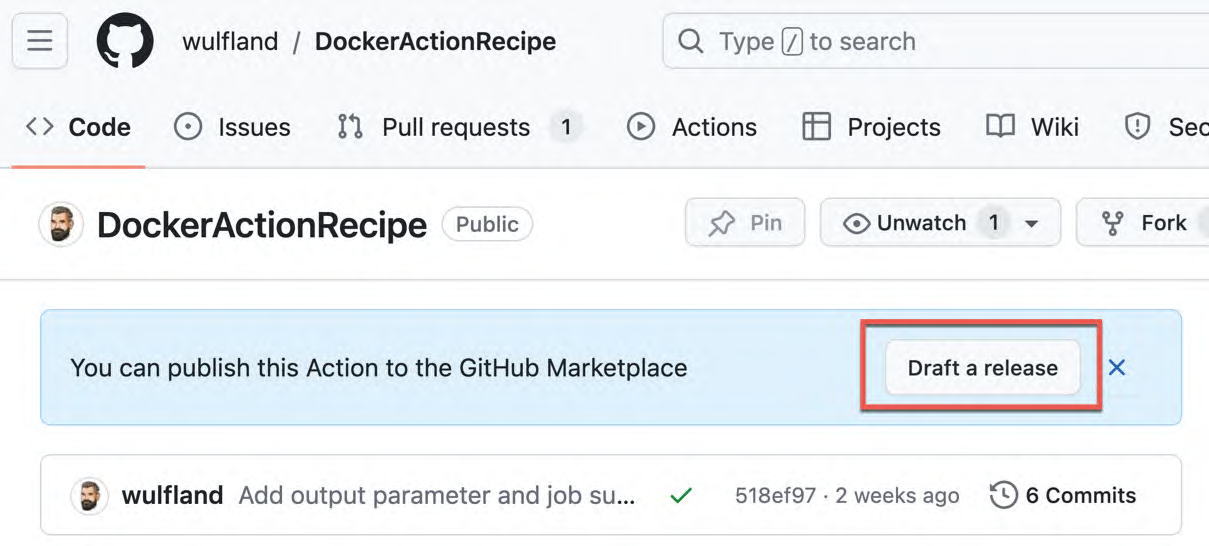 wulfland / DockerActionRecipe Type / to search
Code Issues Pull requests 1 Actions Projects Wiki Sec
DockerActionRecipe Public Pin Unwatch 1 Fork
You can publish this Action to the GitHub Marketplace Draft a release
wulfland Add output parameter and job su... 518ef97 · 2 weeks ago 6 Commits